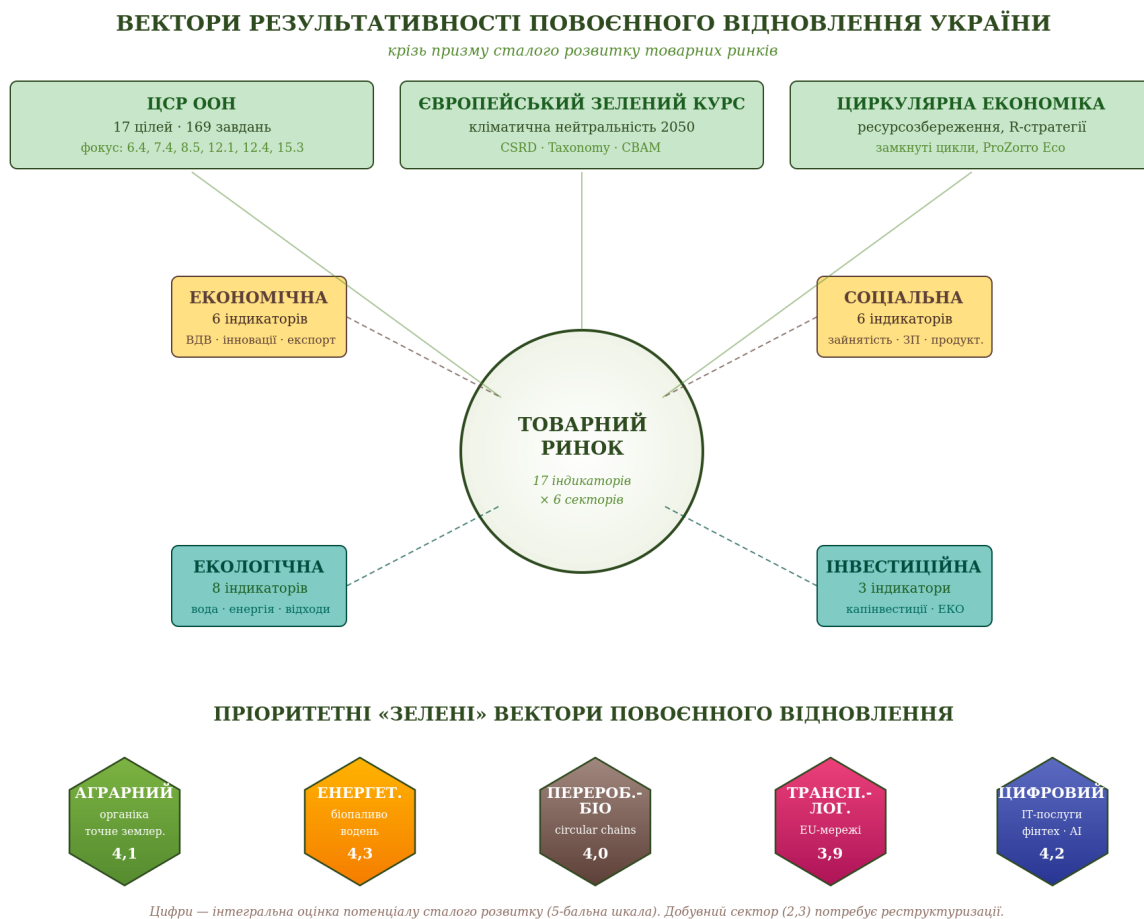 ВЕКТОРИ РЕЗУЛЬТАТИВНОСТІ ПОВОЄННОГО ВІДНОВЛЕННЯ УКРАЇНИ
крізь призму сталого розвитку товарних ринків
ЦСР ООН
17 цілей · 169 завдань
фокус: 6.4, 7.4, 8.5, 12.1, 12.4, 15.3
ЄВРОПЕЙСЬКИЙ ЗЕЛЕНИЙ КУРС
кліматична нейтральність 2050
CSRD · Taxonomy · CBAM
ЦИРКУЛЯРНА ЕКОНОМІКА
ресурсозбереження, R-стратегії
замкнуті цикли, ProZorro Eco
ЕКОНОМІЧНА
6 індикаторів
ВДВ · інновації · експорт
СОЦІАЛЬНА
6 індикаторів
зайнятість · ЗП · продукт.
ТОВАРНИЙ
РИНОК
17 індикаторів
× 6 секторів
ЕКОЛОГІЧНА
8 індикаторів
вода · енергія · відходи
ІНВЕСТИЦІЙНА
3 індикатори
капінвестиції · ЕКО
ПРІОРИТЕТНІ «ЗЕЛЕНІ» ВЕКТОРИ ПОВОЄННОГО ВІДНОВЛЕННЯ
АГРАРНИЙ
органіка
точне землер.
4,1
ЕНЕРГЕТ.
біопаливо
водень
4,3
ПЕРЕРОБ.-
БІО
circular chains
4,0
ТРАНСП.-
ЛОГ.
EU-мережі
3,9
ЦИФРОВИЙ
ІТ-послуги
фінтех · AI
4,2
Цифри — інтегральна оцінка потенціалу сталого розвитку (5-бальна шкала). Добувний сектор (2,3) потребує реструктуризації.